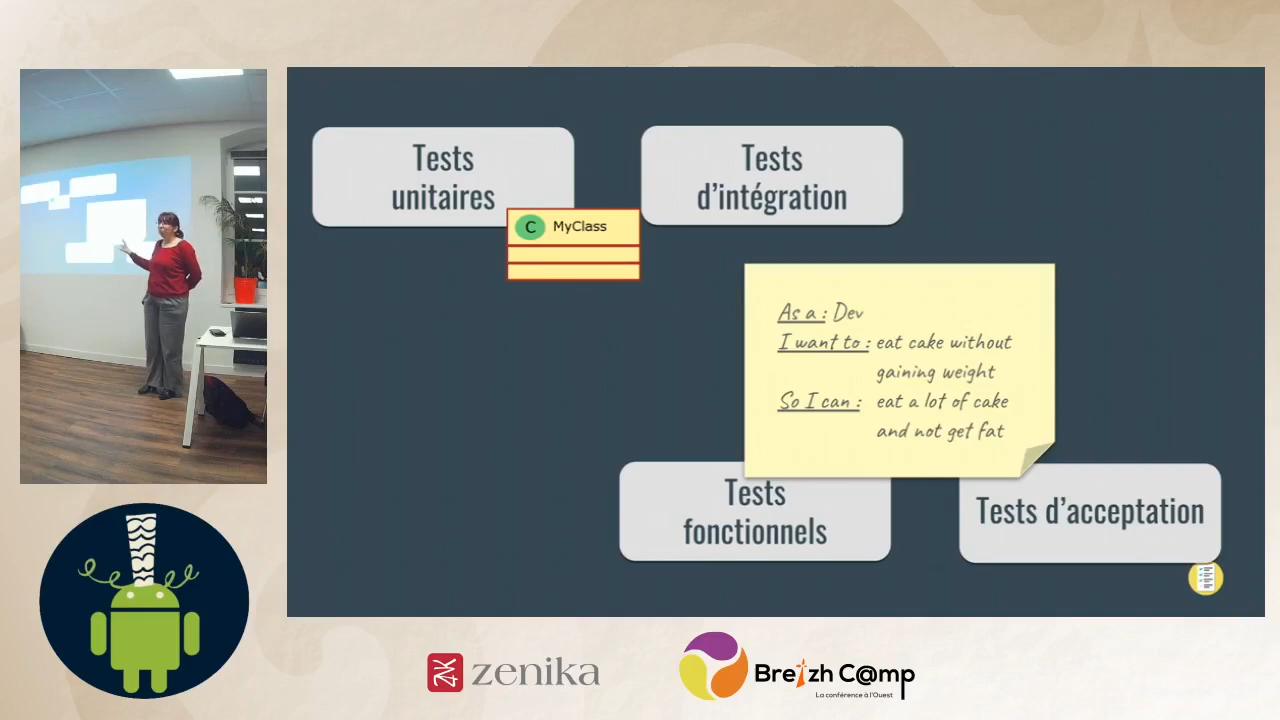 Tests
unitaires
Tests
d'intégration
C MyClass
As a : Dev
I want to : eat cake without
gaining weight
So I can : eat a lot of cake
and not get fat
Tests
fonctionnels
Tests d'acceptation
zenika
Breizh C@mp
La conférence à l'Ouest